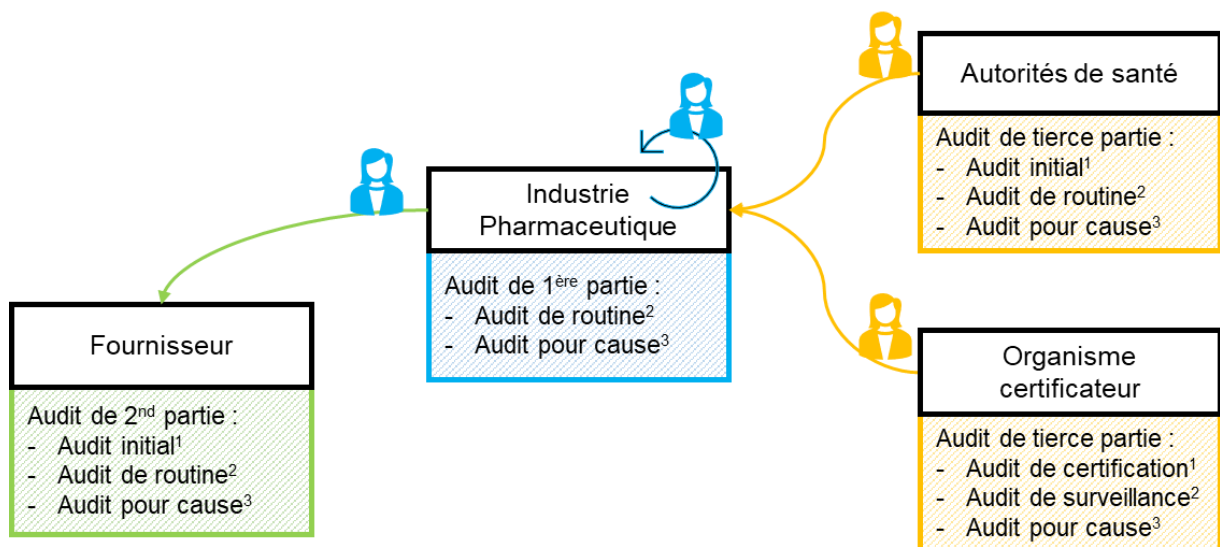 Autorités de santé
Audit de tierce partie :
- Audit initial¹
- Audit de routine²
- Audit pour cause³
Industrie
Pharmaceutique
Audit de 1ère partie :
- Audit de routine²
- Audit pour cause³
Fournisseur
Audit de 2nd partie :
- Audit initial¹
- Audit de routine²
- Audit pour cause³
Organisme
certificateur
Audit de tierce partie :
- Audit de certification¹
- Audit de surveillance²
- Audit pour cause³